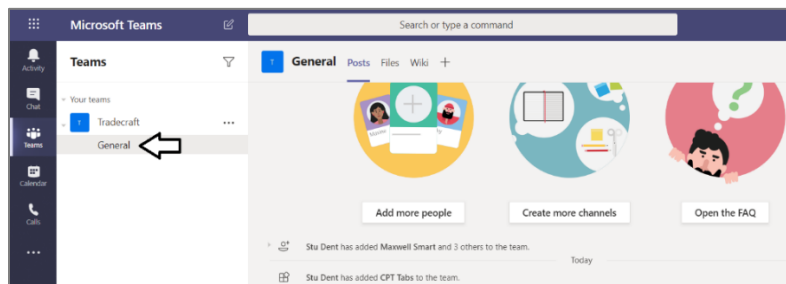 Microsoft Teams
Search or type a command
Activity
Chat
Teams
Calendar
Calls
Teams
Your teams
T Tradecraft
General
T General Posts Files Wiki
Maxine
Add more people
Create more channels
Open the FAQ
Stu Dent has added Maxwell Smart and 3 others to the team.
Today
Stu Dent has added CPT Tabs to the team.